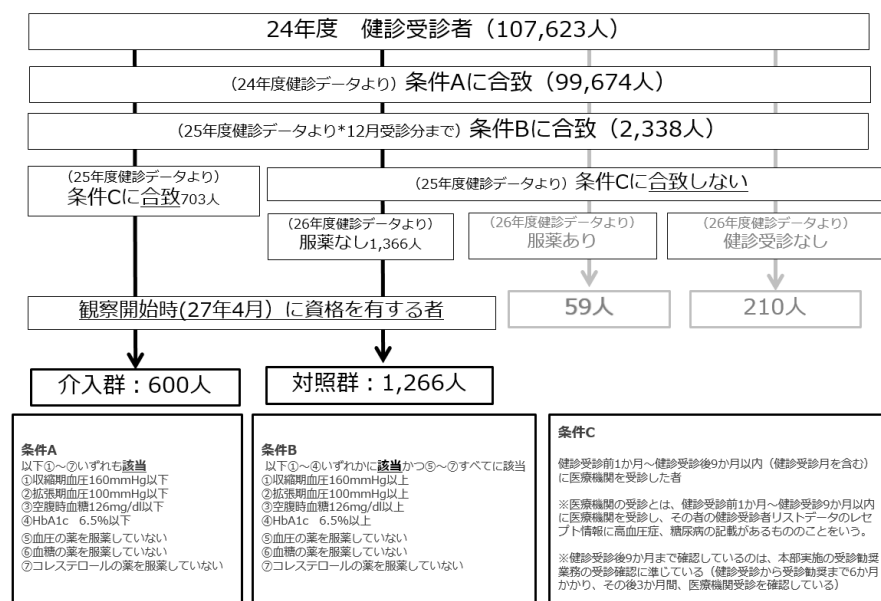 24年度　健診受診者（107,623人）
（24年度健診データより）条件Aに合致（99,674人）
（25年度健診データより*12月受診分まで）条件Bに合致（2,338人）
（25年度健診データより）
条件Cに合致703人
（25年度健診データより）条件Cに合致しない
（26年度健診データより）
服薬なし1,366人
（26年度健診データより）
服薬あり
（26年度健診データより）
健診受診なし
観察開始時(27年4月）に資格を有する者
59人
210人
介入群：600人
対照群：1,266人
条件A
以下①～⑦いずれも該当
①収縮期血圧160mmHg以下
②拡張期血圧100mmHg以下
③空腹時血糖126mg/dl以下
④HbA1c　6.5%以下
⑤血圧の薬を服薬していない
⑥血糖の薬を服薬していない
⑦コレステロールの薬を服薬していない
条件B
以下①～④いずれかに該当かつ⑤～⑦すべてに該当
①収縮期血圧160mmHg以上
②拡張期血圧100mmHg以上
③空腹時血糖126mg/dl以上
④HbA1c　6.5%以上
⑤血圧の薬を服薬していない
⑥血糖の薬を服薬していない
⑦コレステロールの薬を服薬していない
条件C
健診受診前1か月～健診受診後9か月以内（健診受診月を含む）
に医療機関を受診した者
※医療機関の受診とは、健診受診前1か月～健診受診9か月以内
に医療機関を受診し、その者の健診受診者リストデータのレセ
プト情報に高血圧症、糖尿病の記載があるもののことをいう。
※健診受診後9か月まで確認しているのは、本部実施の受診勧奨
業務の受診確認に準じている（健診受診から受診勧奨まで6か月
かかり、その後3か月間、医療機関受診を確認している）